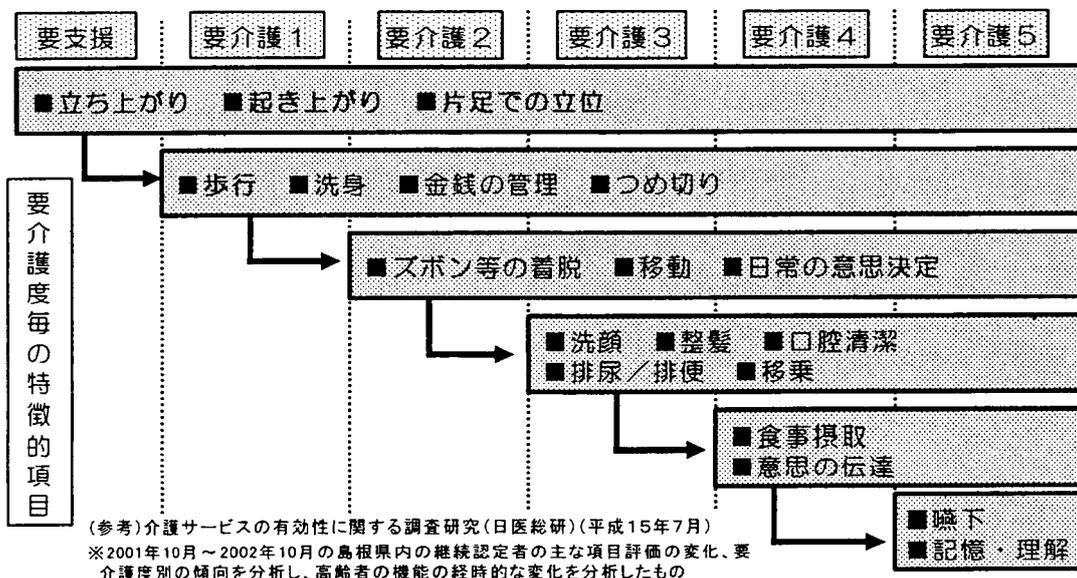 要支援 要介護1 要介護2 要介護3 要介護4 要介護5
■立ち上がり ■起き上がり ■片足での立位
■歩行 ■洗身 ■金銭の管理 ■つめ切り
要介護度毎の特徴的項目
■ズボン等の着脱 ■移動 ■日常の意思決定
■洗顔 ■整髪 ■口腔清潔
■排尿／排便 ■移乗
■食事摂取
■意思の伝達
■嚥下
■記憶・理解
(参考)介護サービスの有効性に関する調査研究(日医総研)(平成15年7月)
※2001年10月～2002年10月の島根県内の継続認定者の主な項目評価の変化、要
介護度別の傾向を分析し、高齢者の機能の経時的な変化を分析したもの